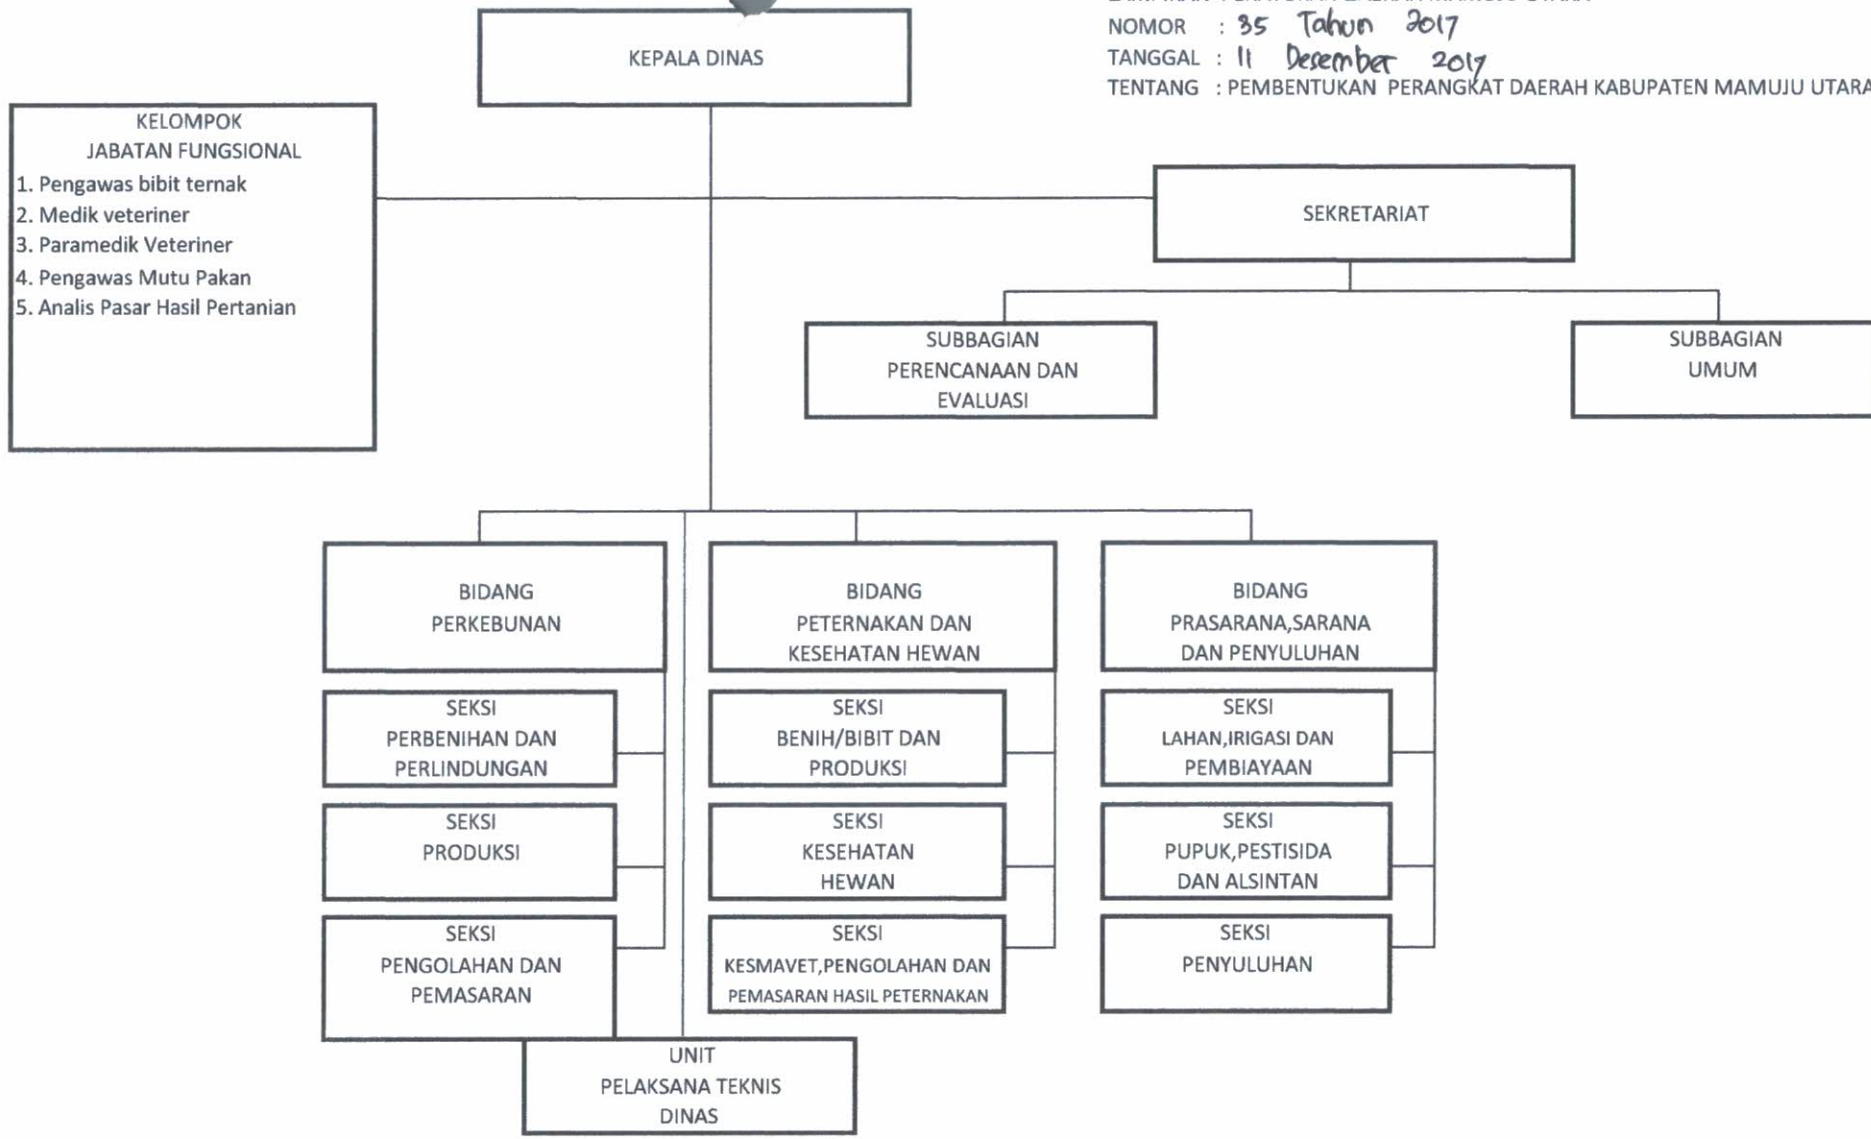 NOMOR : 35 Tahun 2017
TANGGAL : 11 Desember 2017
TENTANG : PEMBENTUKAN PERANGKAT DAERAH KABUPATEN MAMUJU UTARA
KEPALA DINAS
KELOMPOK
JABATAN FUNGSIONAL
1. Pengawas bibit ternak
2. Medik veteriner
3. Paramedik Veteriner
4. Pengawas Mutu Pakan
5. Analis Pasar Hasil Pertanian
SEKRETARIAT
SUBBAGIAN
PERENCANAAN DAN
EVALUASI
SUBBAGIAN
UMUM
BIDANG
PERKEBUNAN
SEKSI
PERBENIHAN DAN
PERLINDUNGAN
SEKSI
PRODUKSI
SEKSI
PENGOLAHAN DAN
PEMASARAN
BIDANG
PETERNAKAN DAN
KESEHATAN HEWAN
SEKSI
BENIH/BIBIT DAN
PRODUKSI
SEKSI
KESEHATAN
HEWAN
SEKSI
KESMAVET,PENGOLAHAN DAN
PEMASARAN HASIL PETERNAKAN
BIDANG
PRASARANA,SARANA
DAN PENYULUHAN
SEKSI
LAHAN,IRIGASI DAN
PEMBIAYAAN
SEKSI
PUPUK,PESTISIDA
DAN ALSINTAN
SEKSI
PENYULUHAN
UNIT
PELAKSANA TEKNIS
DINAS